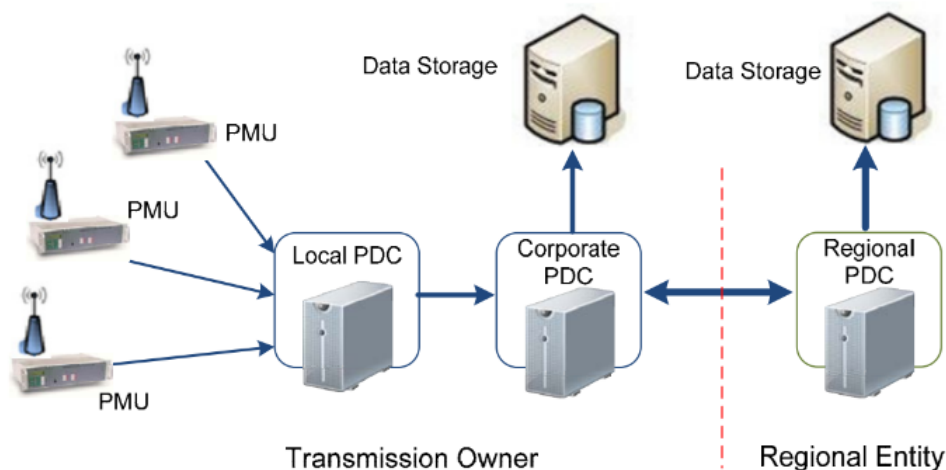 Data Storage
Data Storage
PMU
PMU
PMU
Local PDC
Corporate
PDC
Regional
PDC
Transmission Owner
Regional Entity